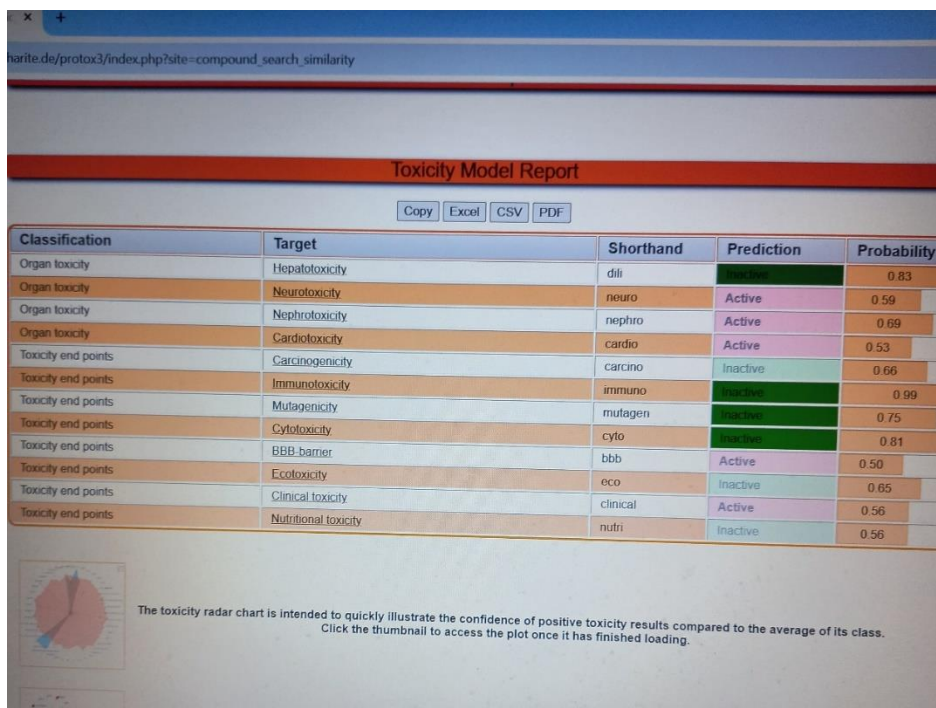 × +
harite.de/protox3/index.php?site=compound_search_similarity
Toxicity Model Report
Copy Excel CSV PDF
Classification Target Shorthand Prediction Probability
Organ toxicity Hepatotoxicity dili Inactive 0.83
Organ toxicity Neurotoxicity neuro Active 0.59
Organ toxicity Nephrotoxicity nephro Active 0.69
Organ toxicity Cardiotoxicity cardio Active 0.53
Toxicity end points Carcinogenicity carcino Inactive 0.66
Toxicity end points Immunotoxicity immuno Inactive 0.99
Toxicity end points Mutagenicity mutagen Inactive 0.75
Toxicity end points Cytotoxicity cyto Inactive 0.81
Toxicity end points BBB-barrier bbb Active 0.50
Toxicity end points Ecotoxicity eco Inactive 0.65
Toxicity end points Clinical toxicity clinical Active 0.56
Toxicity end points Nutritional toxicity nutri Inactive 0.56
The toxicity radar chart is intended to quickly illustrate the confidence of positive toxicity results compared to the average of its class.
Click the thumbnail to access the plot once it has finished loading.